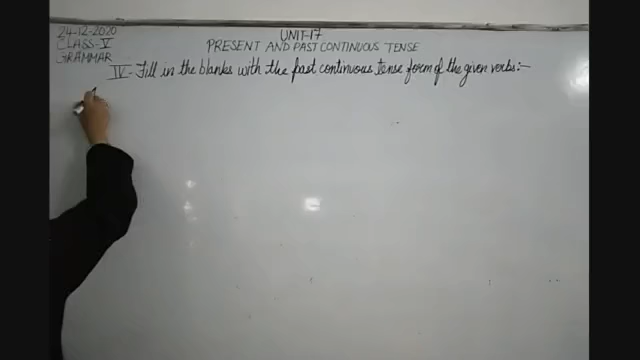 24-12-2020
CLASS-V
GRAMMAR
UNIT-17
PRESENT AND PAST CONTINUOUS TENSE
IV- Fill in the blanks with the past continuous tense form of the given verbs:-